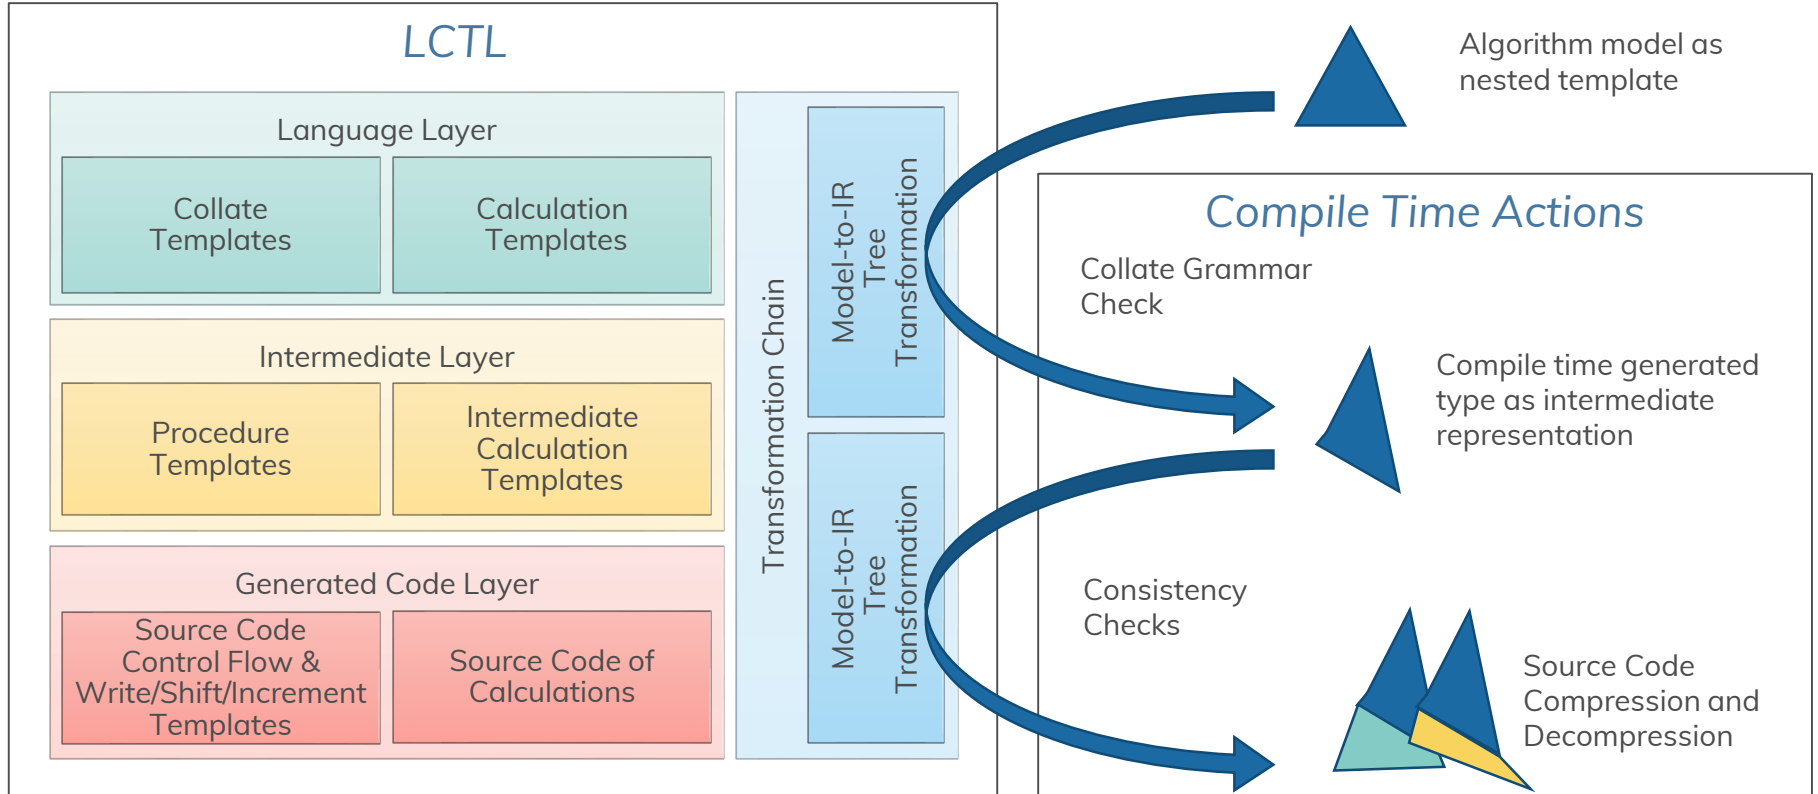 LCTL
Language Layer
Collate
Templates
Calculation
Templates
Intermediate Layer
Procedure
Templates
Intermediate
Calculation
Templates
Generated Code Layer
Source Code
Control Flow &
Write/Shift/Increment
Templates
Source Code of
Calculations
Transformation Chain
Model-to-IR
Tree
Transformation
Model-to-IR
Tree
Transformation
Algorithm model as
nested template
Compile Time Actions
Collate Grammar
Check
Compile time generated
type as intermediate
representation
Consistency
Checks
Source Code
Compression and
Decompression